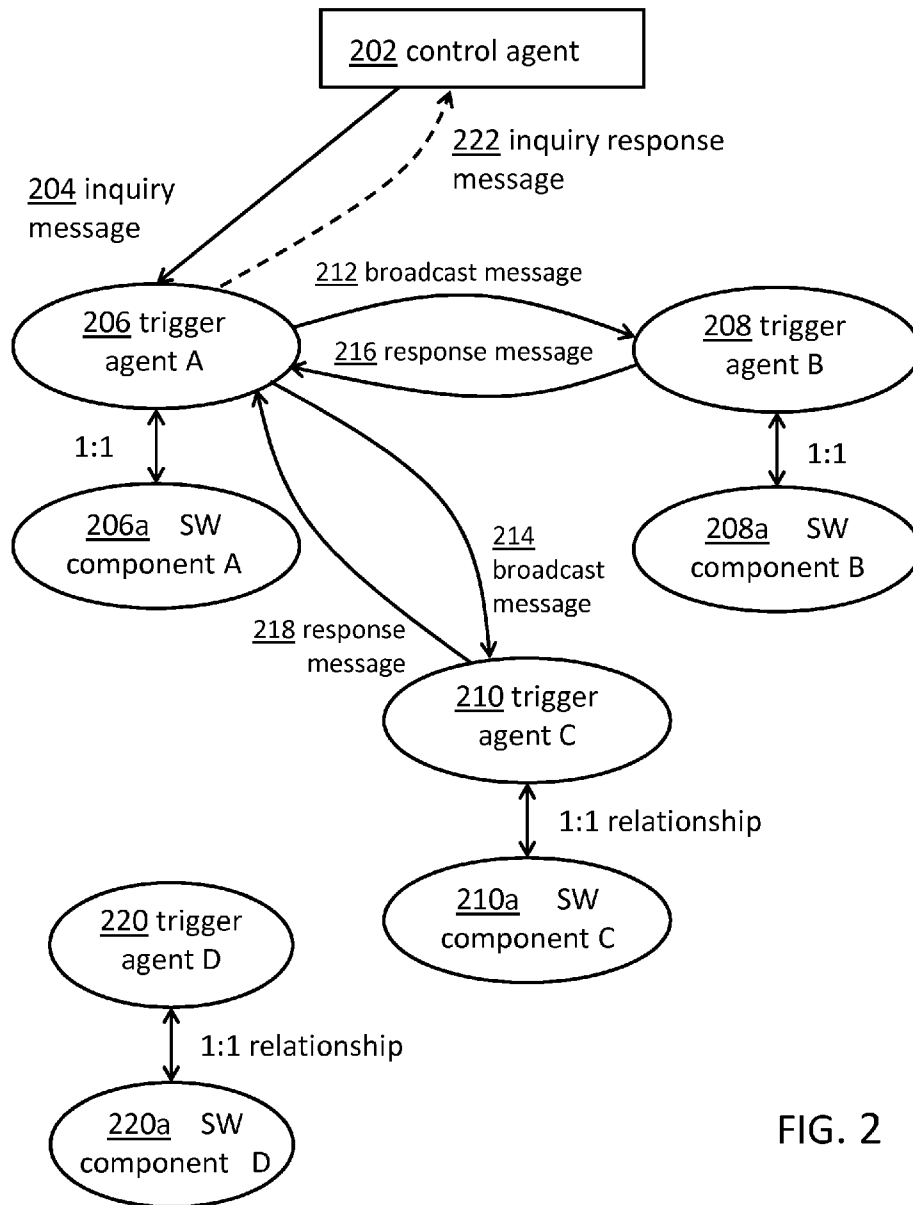 202 control agent
222 inquiry response
message
204 inquiry
message
212 broadcast message
206 trigger
agent A
216 response message
208 trigger
agent B
1:1
1:1
206a SW
component A
208a SW
component B
214
broadcast
message
218 response
message
210 trigger
agent C
1:1 relationship
210a SW
component C
220 trigger
agent D
1:1 relationship
220a SW
component D
FIG. 2